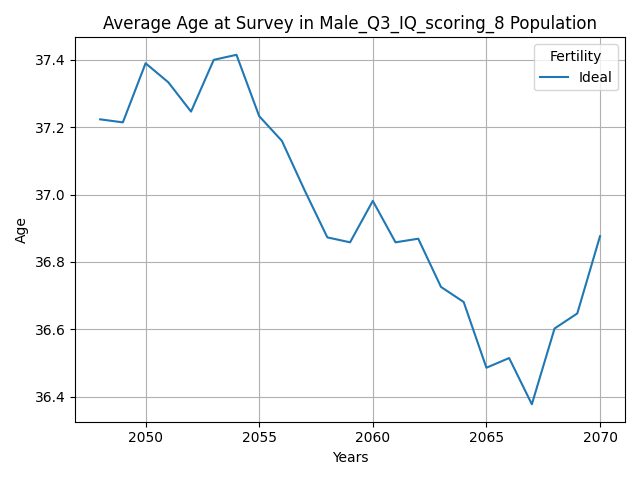 Average Age at Survey in Male_Q3_IQ_scoring_8 Population
Fertility
Ideal
37.4
37.2
37.0
36.8
36.6
36.4
Age
2050
2055
2060
2065
2070
Years